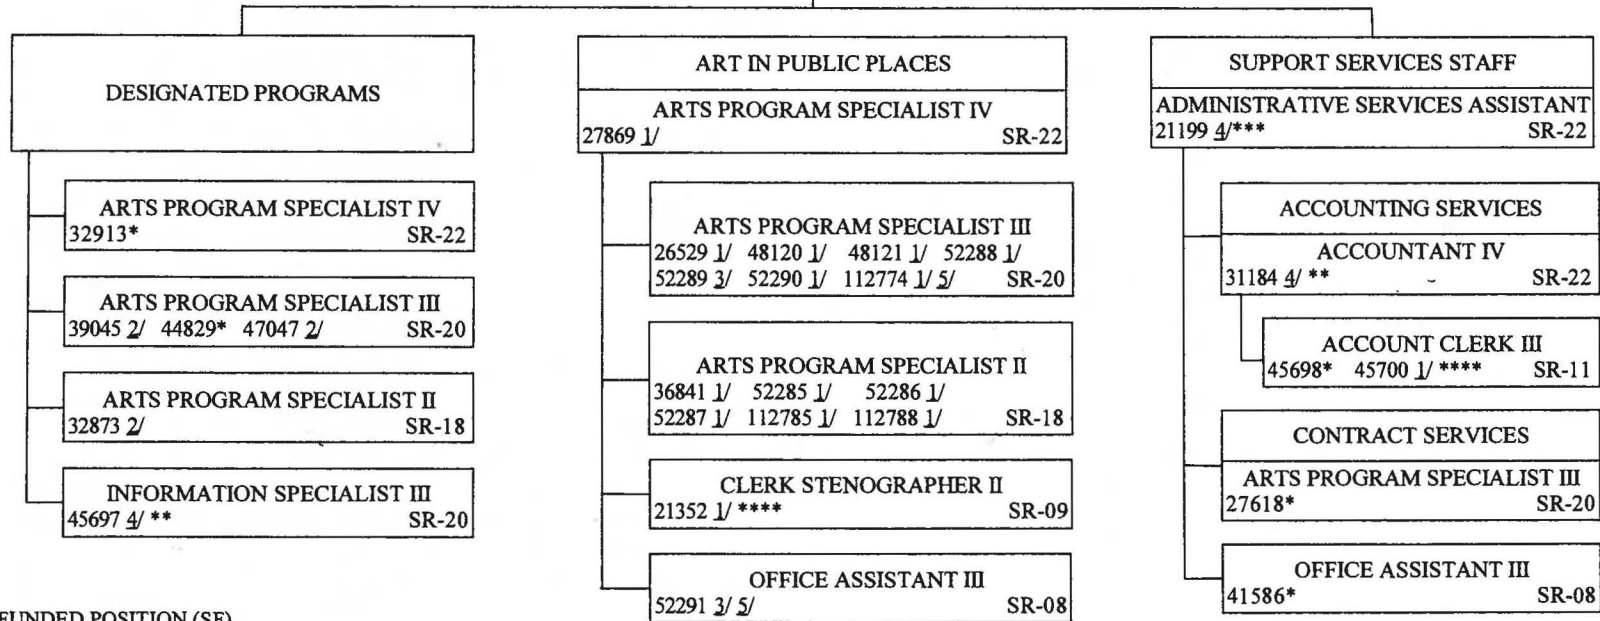 DESIGNATED PROGRAMS
ARTS PROGRAM SPECIALIST IV
32913* SR-22
ARTS PROGRAM SPECIALIST III
39045 2/ 44829* 47047 2/ SR-20
ARTS PROGRAM SPECIALIST II
32873 2/ SR-18
INFORMATION SPECIALIST III
45697 4/ ** SR-20
ART IN PUBLIC PLACES
ARTS PROGRAM SPECIALIST IV
27869 1/ SR-22
ARTS PROGRAM SPECIALIST III
26529 1/ 48120 1/ 48121 1/ 52288 1/
52289 3/ 52290 1/ 112774 1/ 5/ SR-20
ARTS PROGRAM SPECIALIST II
36841 1/ 52285 1/ 52286 1/
52287 1/ 112785 1/ 112788 1/ SR-18
CLERK STENOGRAPHER II
21352 1/ **** SR-09
OFFICE ASSISTANT III
52291 3/ 5/ SR-08
SUPPORT SERVICES STAFF
ADMINISTRATIVE SERVICES ASSISTANT
21199 4/*** SR-22
ACCOUNTING SERVICES
ACCOUNTANT IV
31184 4/ ** SR-22
ACCOUNT CLERK III
45698* 45700 1/ **** SR-11
CONTRACT SERVICES
ARTS PROGRAM SPECIALIST III
27618* SR-20
OFFICE ASSISTANT III
41586* SR-08
FUNDED POSITION (SF)